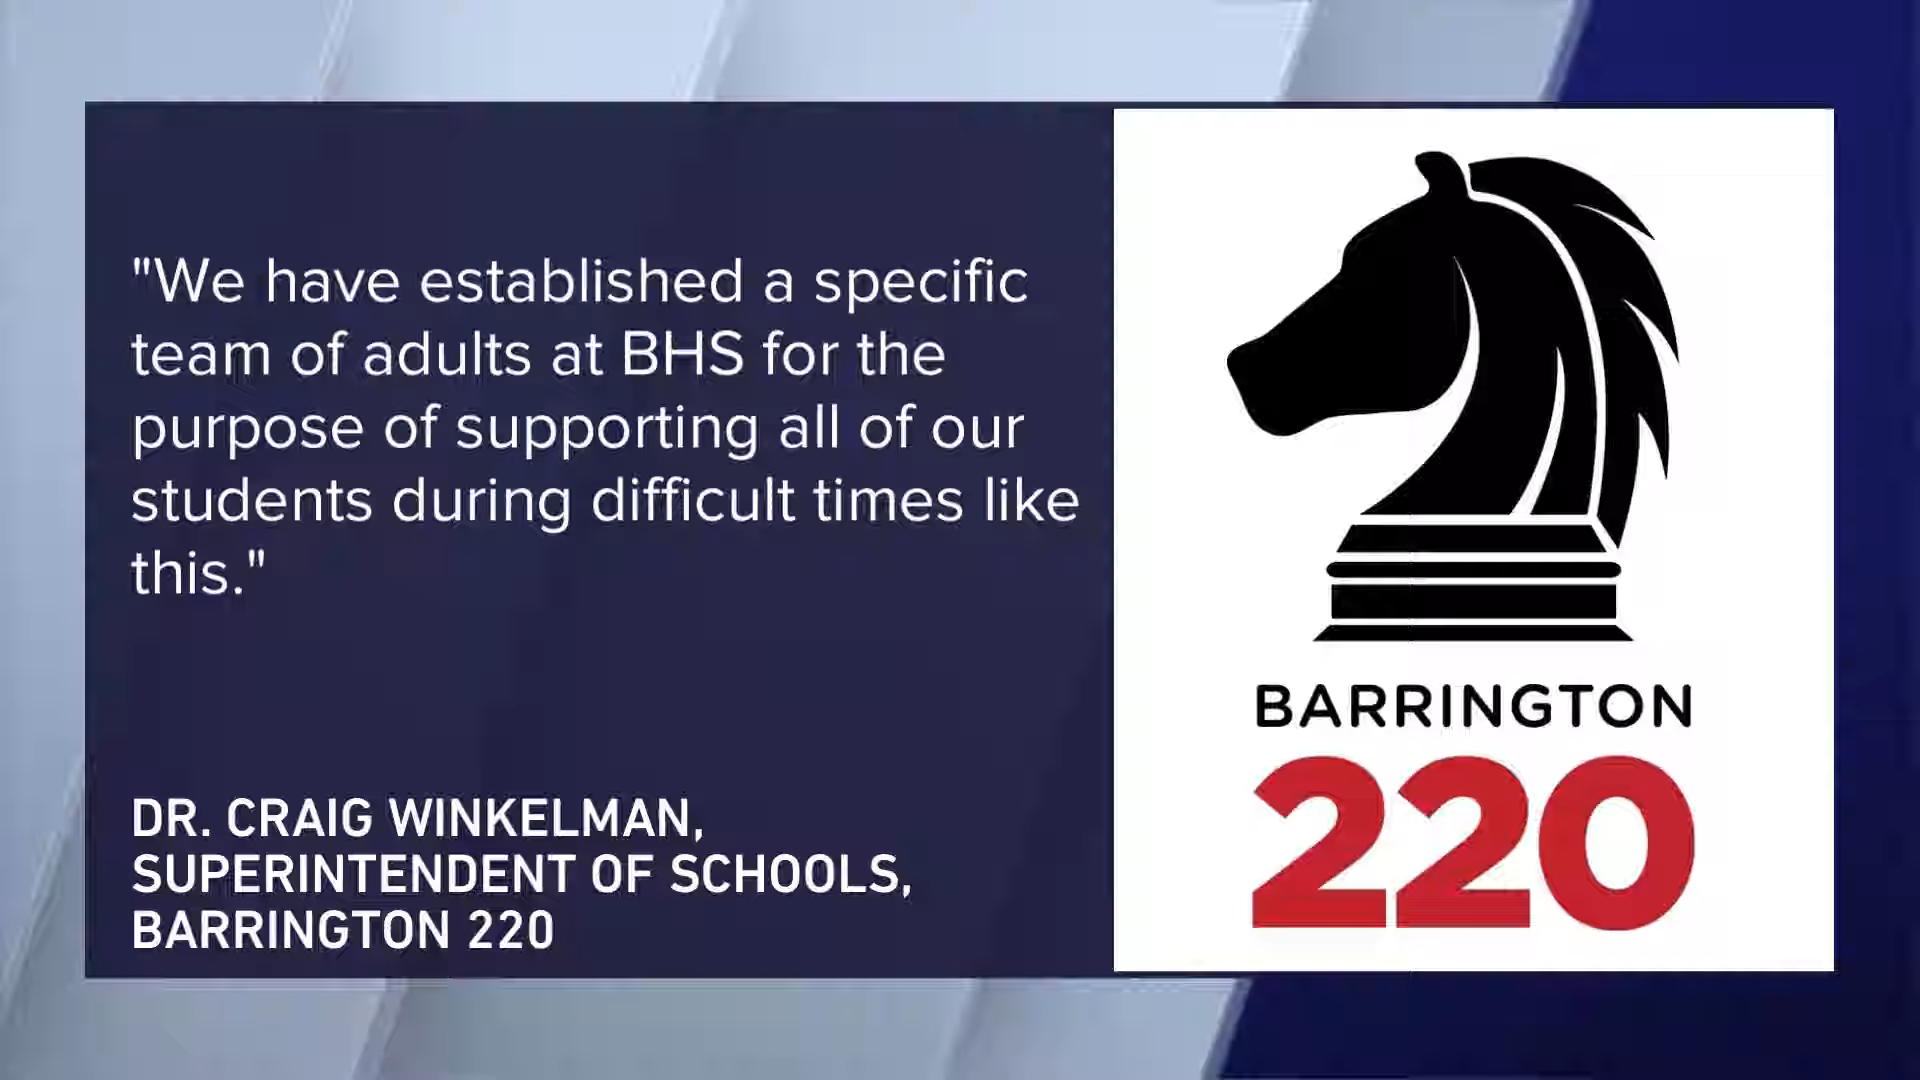 "We have established a specific
team of adults at BHS for the
purpose of supporting all of our
students during difficult times like
this."
DR. CRAIG WINKELMAN,
SUPERINTENDENT OF SCHOOLS,
BARRINGTON 220
BARRINGTON
220